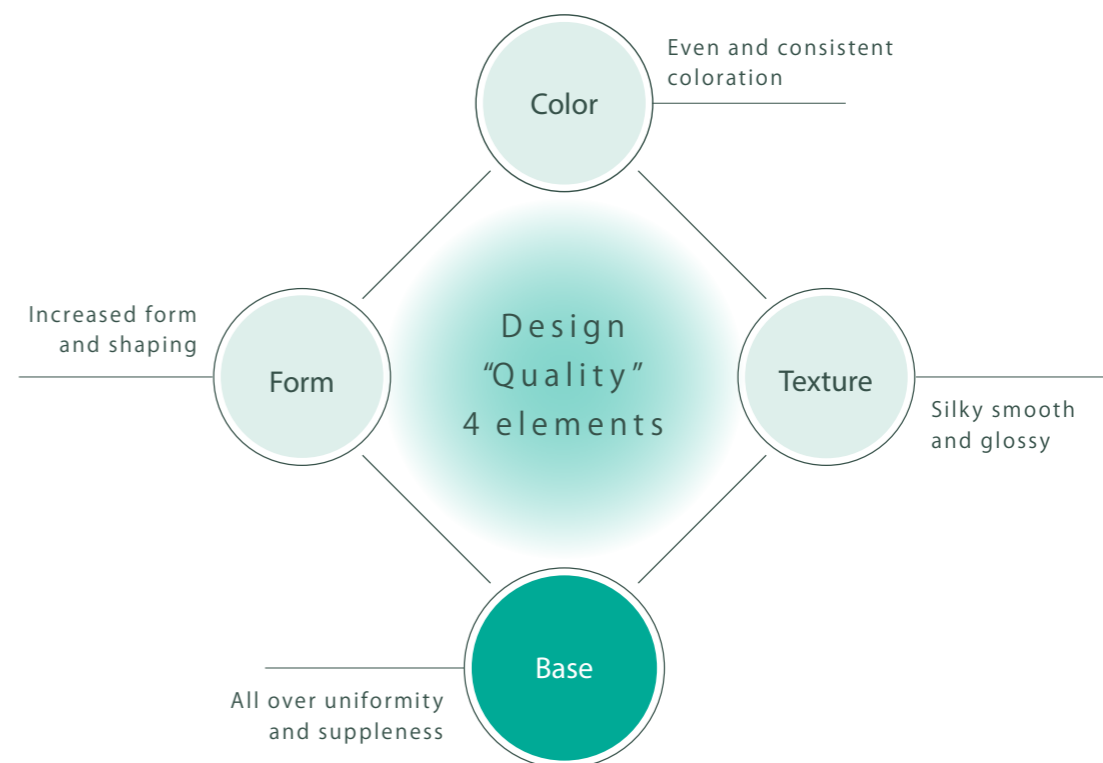 Even and consistent
coloration
Color
Increased form
and shaping
Form
Design
“Quality”
4 elements
Texture
Silky smooth
and glossy
Base
All over uniformity
and suppleness